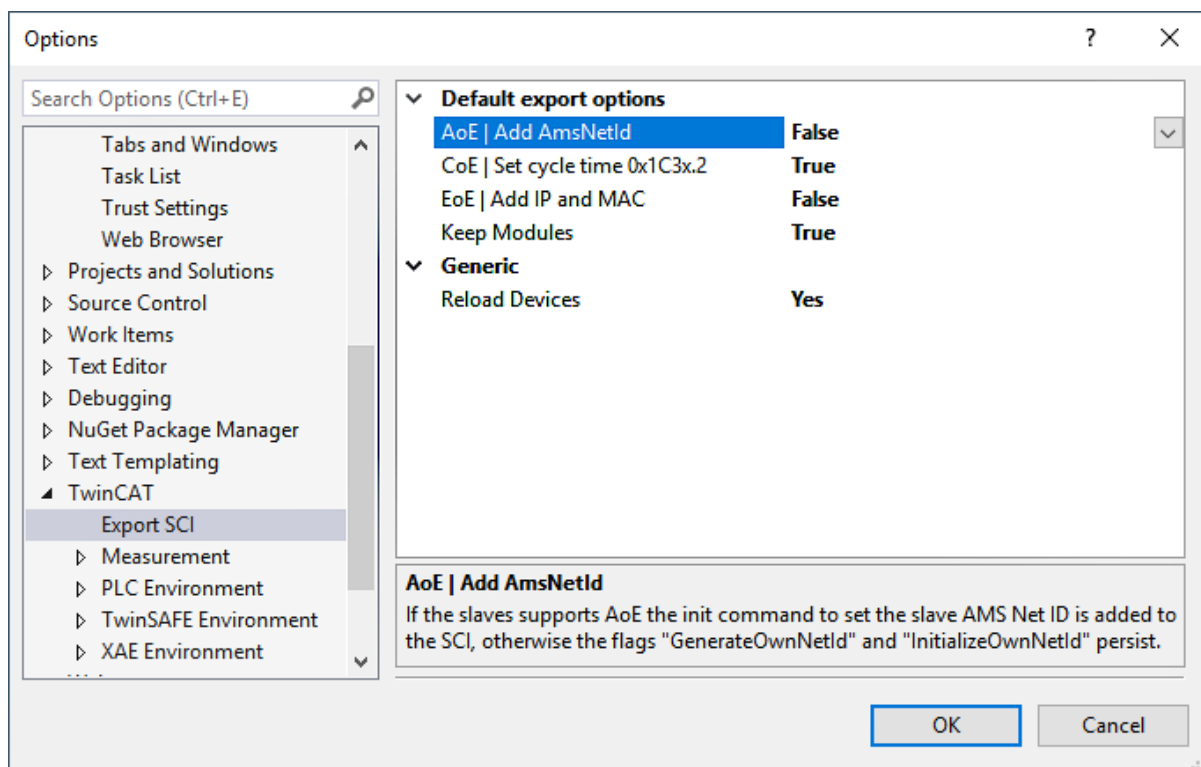 Options
?
Search Options (Ctrl+E)
Tabs and Windows
Task List
Trust Settings
Web Browser
Projects and Solutions
Source Control
Work Items
Text Editor
Debugging
NuGet Package Manager
Text Templating
TwinCAT
Export SCI
Measurement
PLC Environment
TwinSAFE Environment
XAE Environment
Default export options
AoE | Add AmsNetId False
CoE | Set cycle time 0x1C3x.2 True
EoE | Add IP and MAC False
Keep Modules True
Generic
Reload Devices Yes
AoE | Add AmsNetId
If the slaves supports AoE the init command to set the slave AMS Net ID is added to
the SCI, otherwise the flags "GenerateOwnNetId" and "InitializeOwnNetId" persist.
OK Cancel